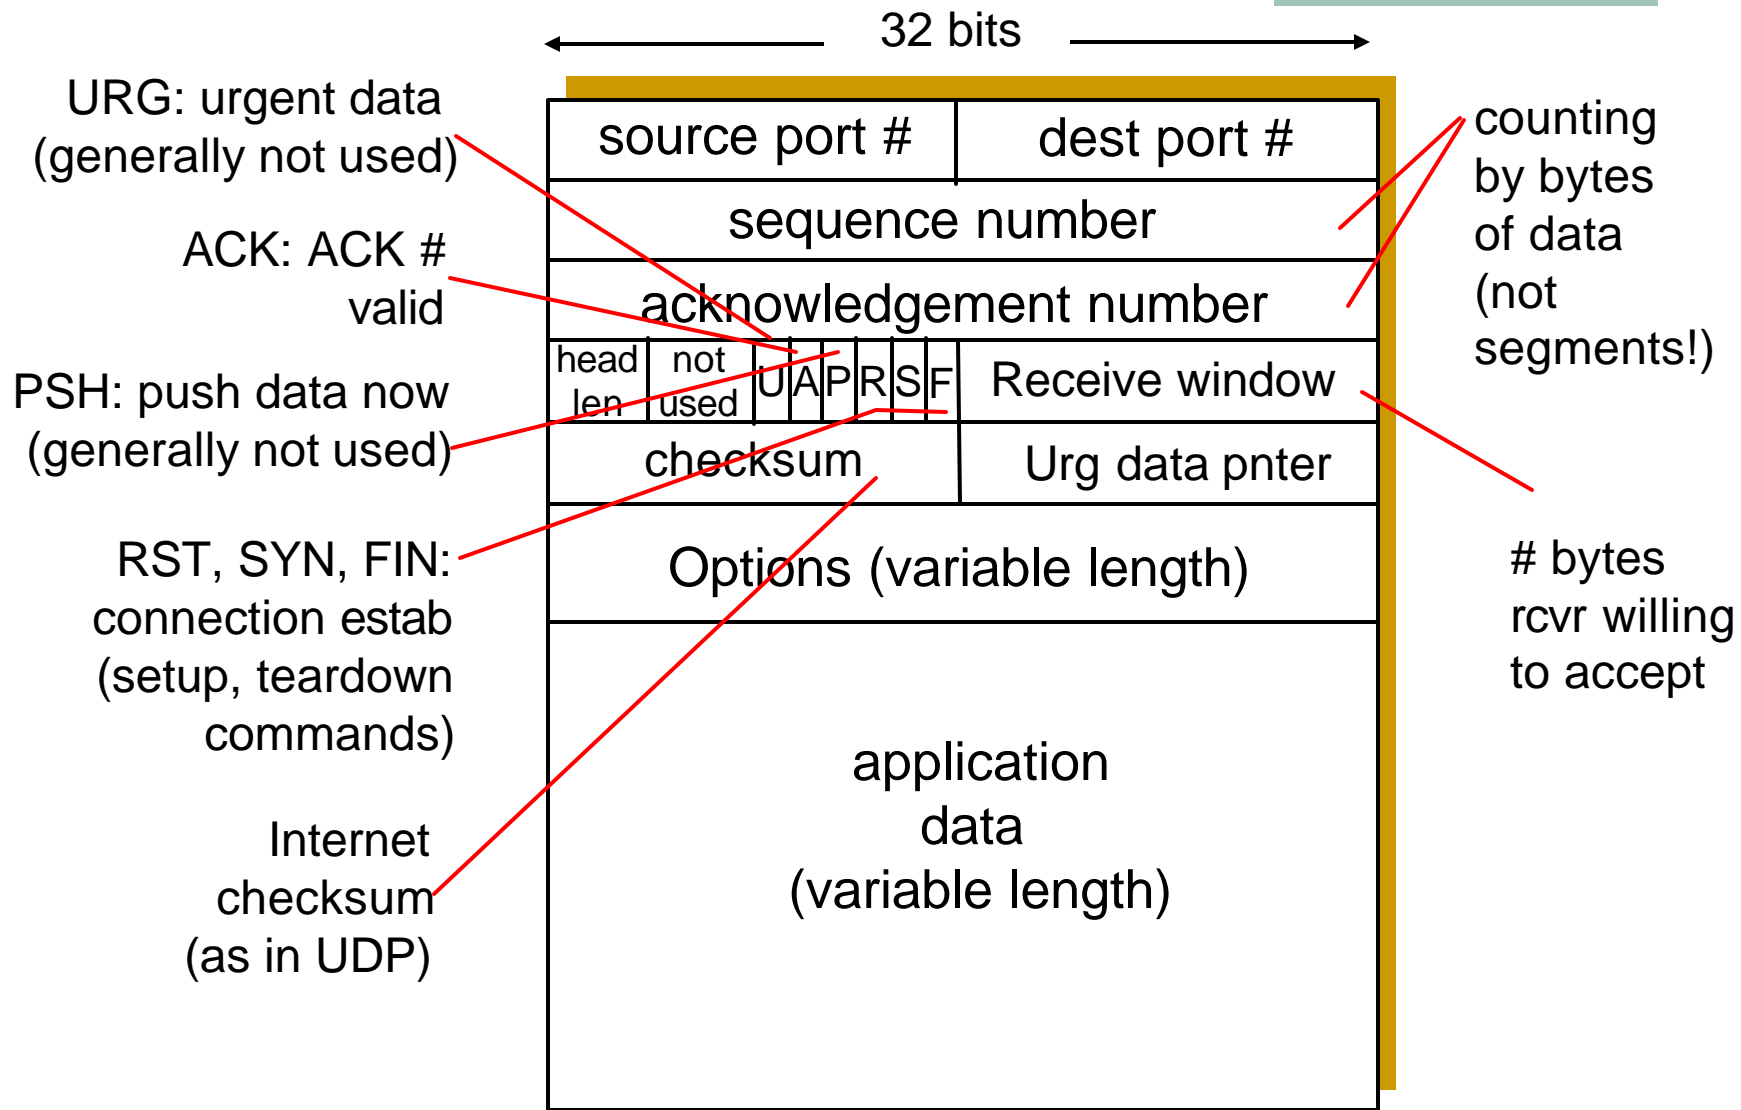 32 bits
URG: urgent data
(generally not used)
ACK: ACK #
valid
PSH: push data now
(generally not used)
RST, SYN, FIN:
connection estab
(setup, teardown
commands)
Internet
checksum
(as in UDP)
source port #
dest port #
sequence number
acknowledgement number
head
len
not
used
U
A
P
R
S
F
Receive window
checksum
Urg data pnter
Options (variable length)
application
data
(variable length)
counting
by bytes
of data
(not
segments!)
# bytes
rcvr willing
to accept